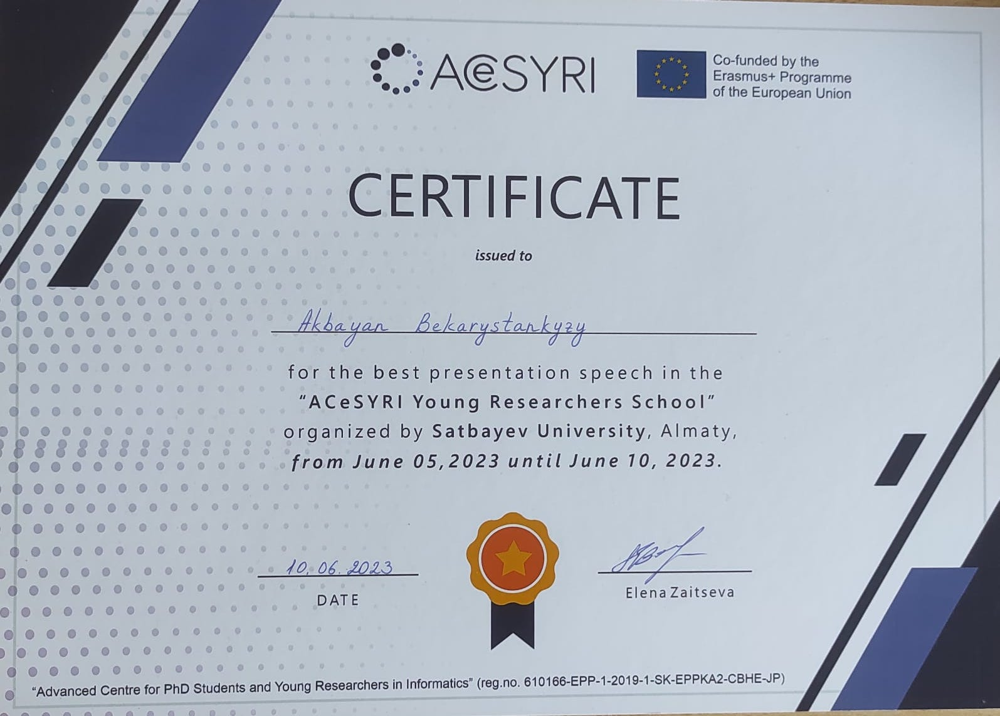 ACeSYRI
Co-funded by the
Erasmus+ Programme
of the European Union
CERTIFICATE
issued to
Akbayan Bekarystankyzy
for the best presentation speech in the
“ACeSYRI Young Researchers School”
organized by Satbayev University, Almaty,
from June 05,2023 until June 10, 2023.
10.06.2023
DATE
Elena Zaitseva
“Advanced Centre for PhD Students and Young Researchers in Informatics” (reg.no. 610166-EPP-1-2019-1-SK-EPPKA2-CBHE-JP)